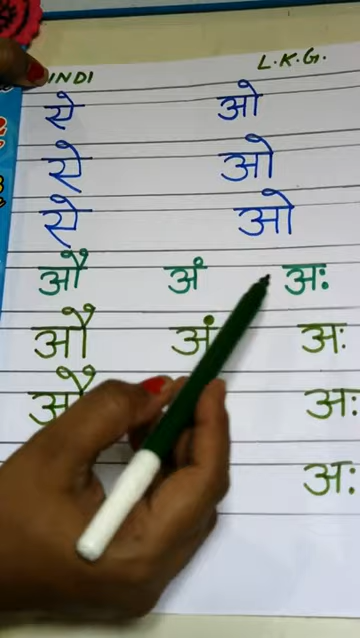 INDI L.K.G.
ऐ ओ
ऐ ओ
ऐ ओ
औ अं अः
औ अं अः
औ अः
अः